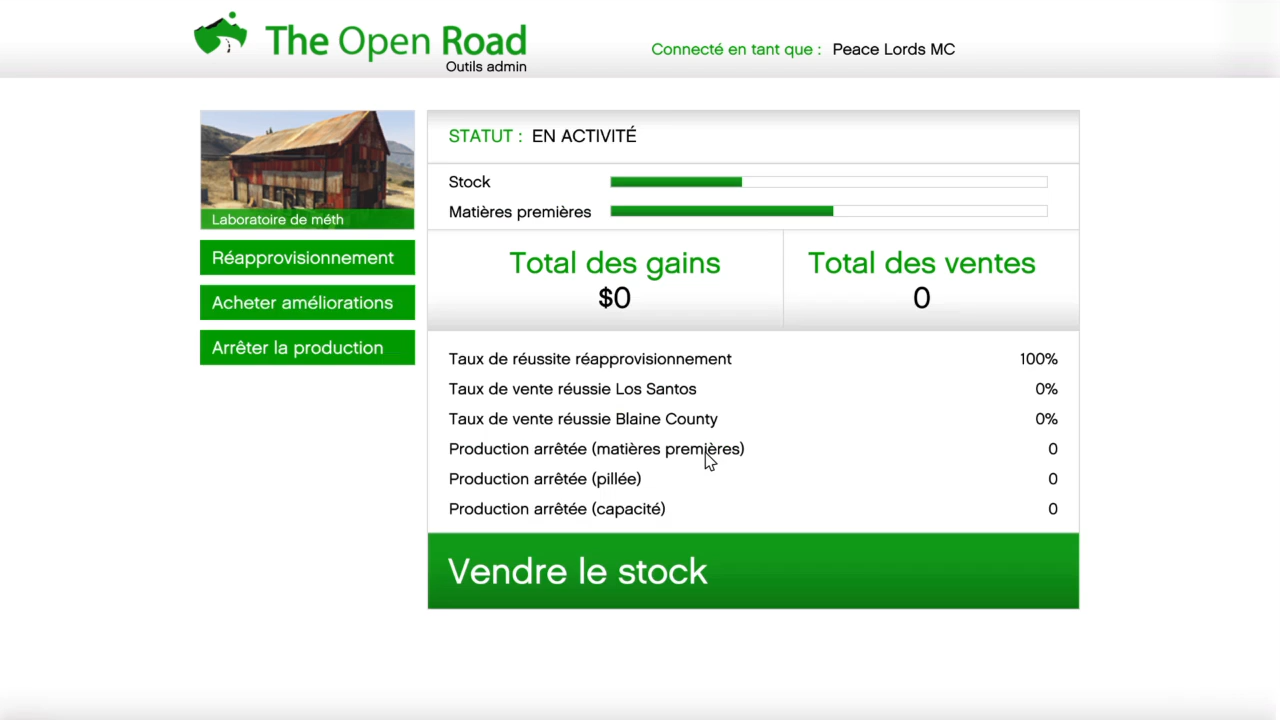 The Open Road
Outils admin
Connecté en tant que : Peace Lords MC
Laboratoire de méth
Réapprovisionnement
Acheter améliorations
Arrêter la production
STATUT : EN ACTIVITÉ
Stock
Matières premières
Total des gains
$0
Total des ventes
0
Taux de réussite réapprovisionnement 100%
Taux de vente réussie Los Santos 0%
Taux de vente réussie Blaine County 0%
Production arrêtée (matières premières) 0
Production arrêtée (pillée) 0
Production arrêtée (capacité) 0
Vendre le stock